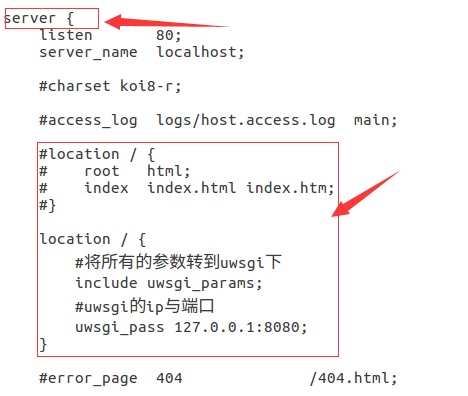 server {
    listen       80;
    server_name  localhost;
    #charset koi8-r;
    #access_log  logs/host.access.log  main;
    #location / {
    #    root   html;
    #    index  index.html index.htm;
    #}
    location / {
        #将所有的参数转到uwsgi下
        include uwsgi_params;
        #uwsgi的ip与端口
        uwsgi_pass 127.0.0.1:8080;
    }
    #error_page  404              /404.html;